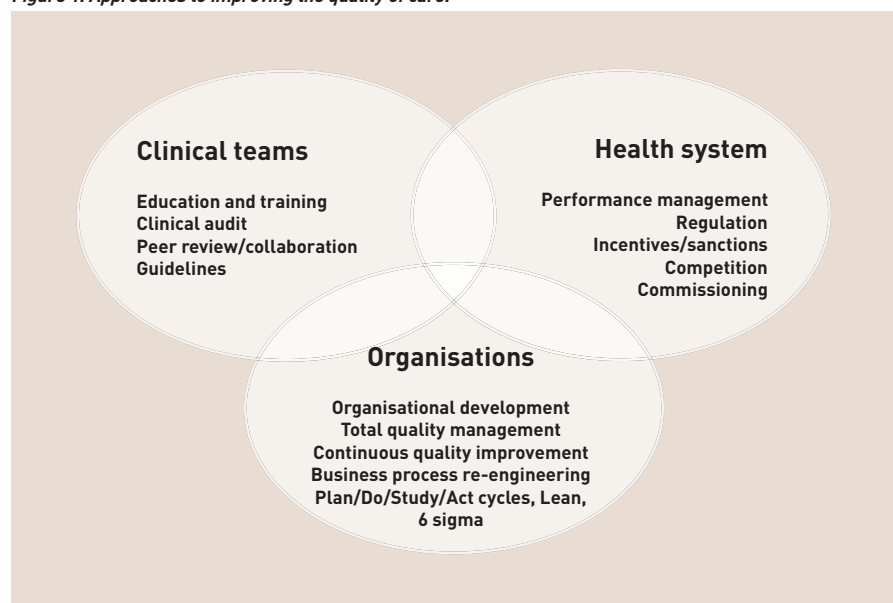 Clinical teams
Education and training
Clinical audit
Peer review/collaboration
Guidelines
Health system
Performance management
Regulation
Incentives/sanctions
Competition
Commissioning
Organisations
Organisational development
Total quality management
Continuous quality improvement
Business process re-engineering
Plan/Do/Study/Act cycles, Lean,
6 sigma